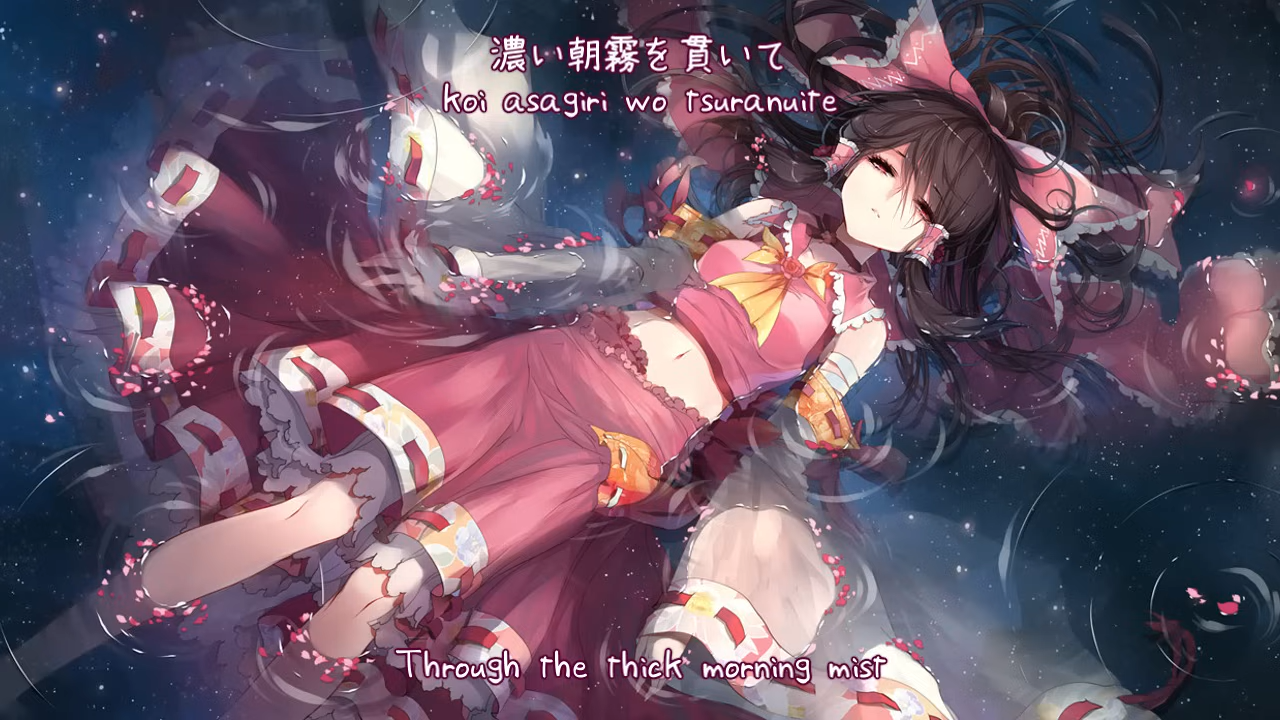 濃い朝霧を貫いて
koi asagiri wo tsuranuite
Through the thick morning mist